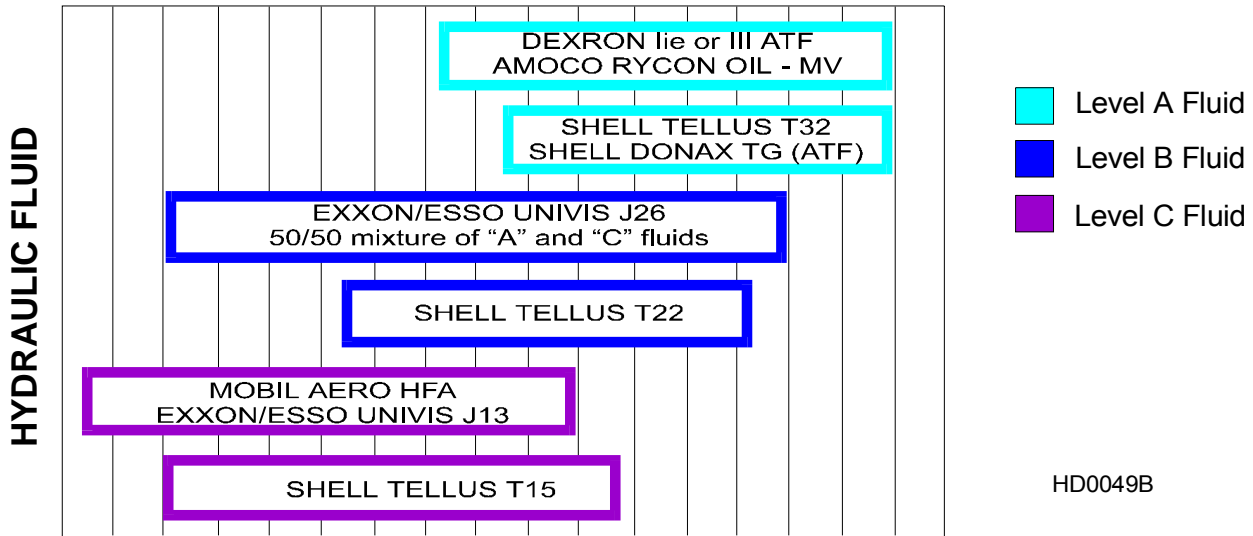 HYDRAULIC FLUID
DEXRON IIe or III ATF
AMOCO RYCON OIL - MV
SHELL TELLUS T32
SHELL DONAX TG (ATF)
EXXON/ESSO UNIVIS J26
50/50 mixture of “A” and “C” fluids
SHELL TELLUS T22
MOBIL AERO HFA
EXXON/ESSO UNIVIS J13
SHELL TELLUS T15
Level A Fluid
Level B Fluid
Level C Fluid
HD0049B